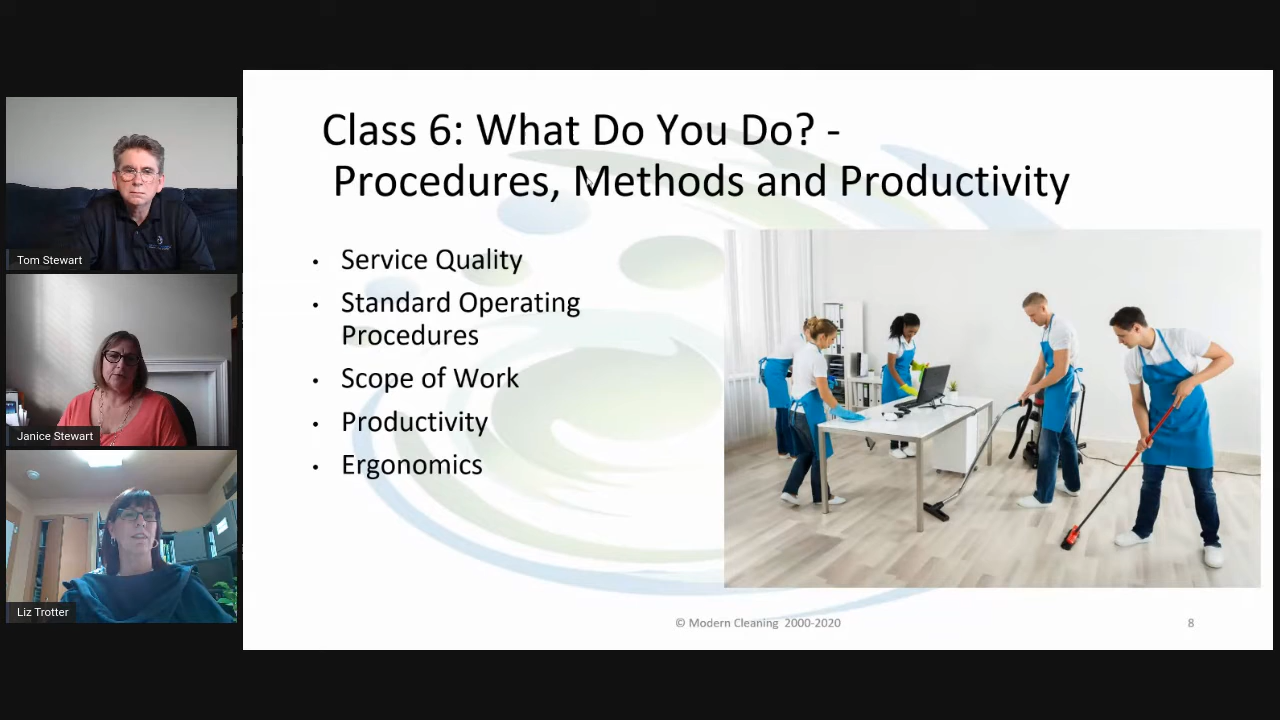 Class 6: What Do You Do? -
Procedures, Methods and Productivity
• Service Quality
• Standard Operating
Procedures
• Scope of Work
• Productivity
• Ergonomics
© Modern Cleaning 2000-2020
8
Tom Stewart
Janice Stewart
Liz Trotter